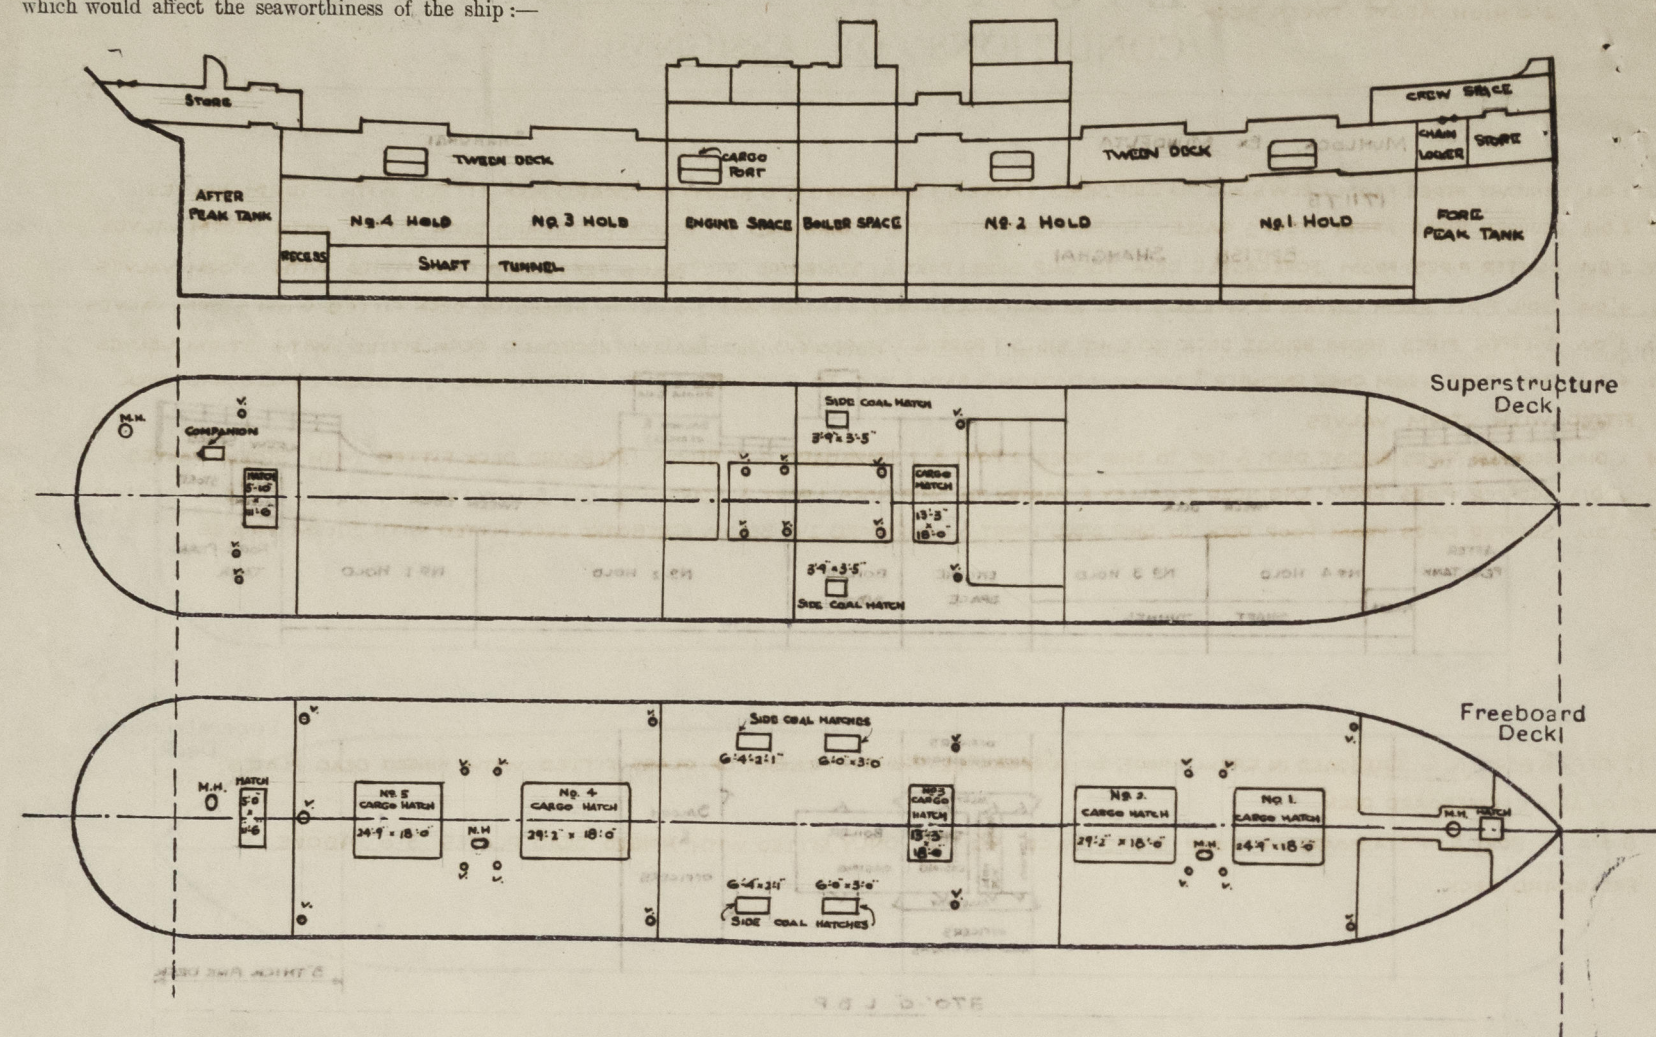 which would affect the seaworthiness of the ship :—
STORE
CREW SPACE
CHAIN LOCKER
STORE
TWEEN DECK
CARGO PORT
TWEEN DECK
AFTER PEAK TANK
No. 4 HOLD
No. 3 HOLD
ENGINE SPACE
BOILER SPACE
No. 2 HOLD
No. 1 HOLD
FORE PEAK TANK
RECESS
SHAFT TUNNEL
Superstructure
Deck
M.H.
V.
COMPANION
HATCH
5'-10"
×
11'-6"
V.
V.
SIDE COAL HATCH
3'-9" × 3'-5"
V.
V.
V.
V.
V.
V.
V.
CARGO
HATCH
13'-3"
×
18'-0"
V.
3'-9" × 3'-5"
SIDE COAL HATCH
Freeboard
Deck
V.
V.
SIDE COAL HATCHES
6'-4" × 2'-1"
6'-0" × 3'-0"
V.
V.
M.H.
HATCH
5'-0"
×
11'-6"
V.
V.
V.
No. 5
CARGO HATCH
24'-9" × 18'-0"
M.H
V.
V.
No. 4
CARGO HATCH
29'-2" × 18'-0"
No 3
CARGO
HATCH
13'-3"
×
18'-0"
No. 2.
CARGO HATCH
29'-2" × 18'-0"
V.
V.
M.H.
V.
V.
No. 1.
CARGO HATCH
24'-9" × 18'-0"
M.H.
HATCH
6'-4" × 2'-1"
6'-0" × 3'-0"
SIDE COAL HATCHES
V.
V.
V.
V.